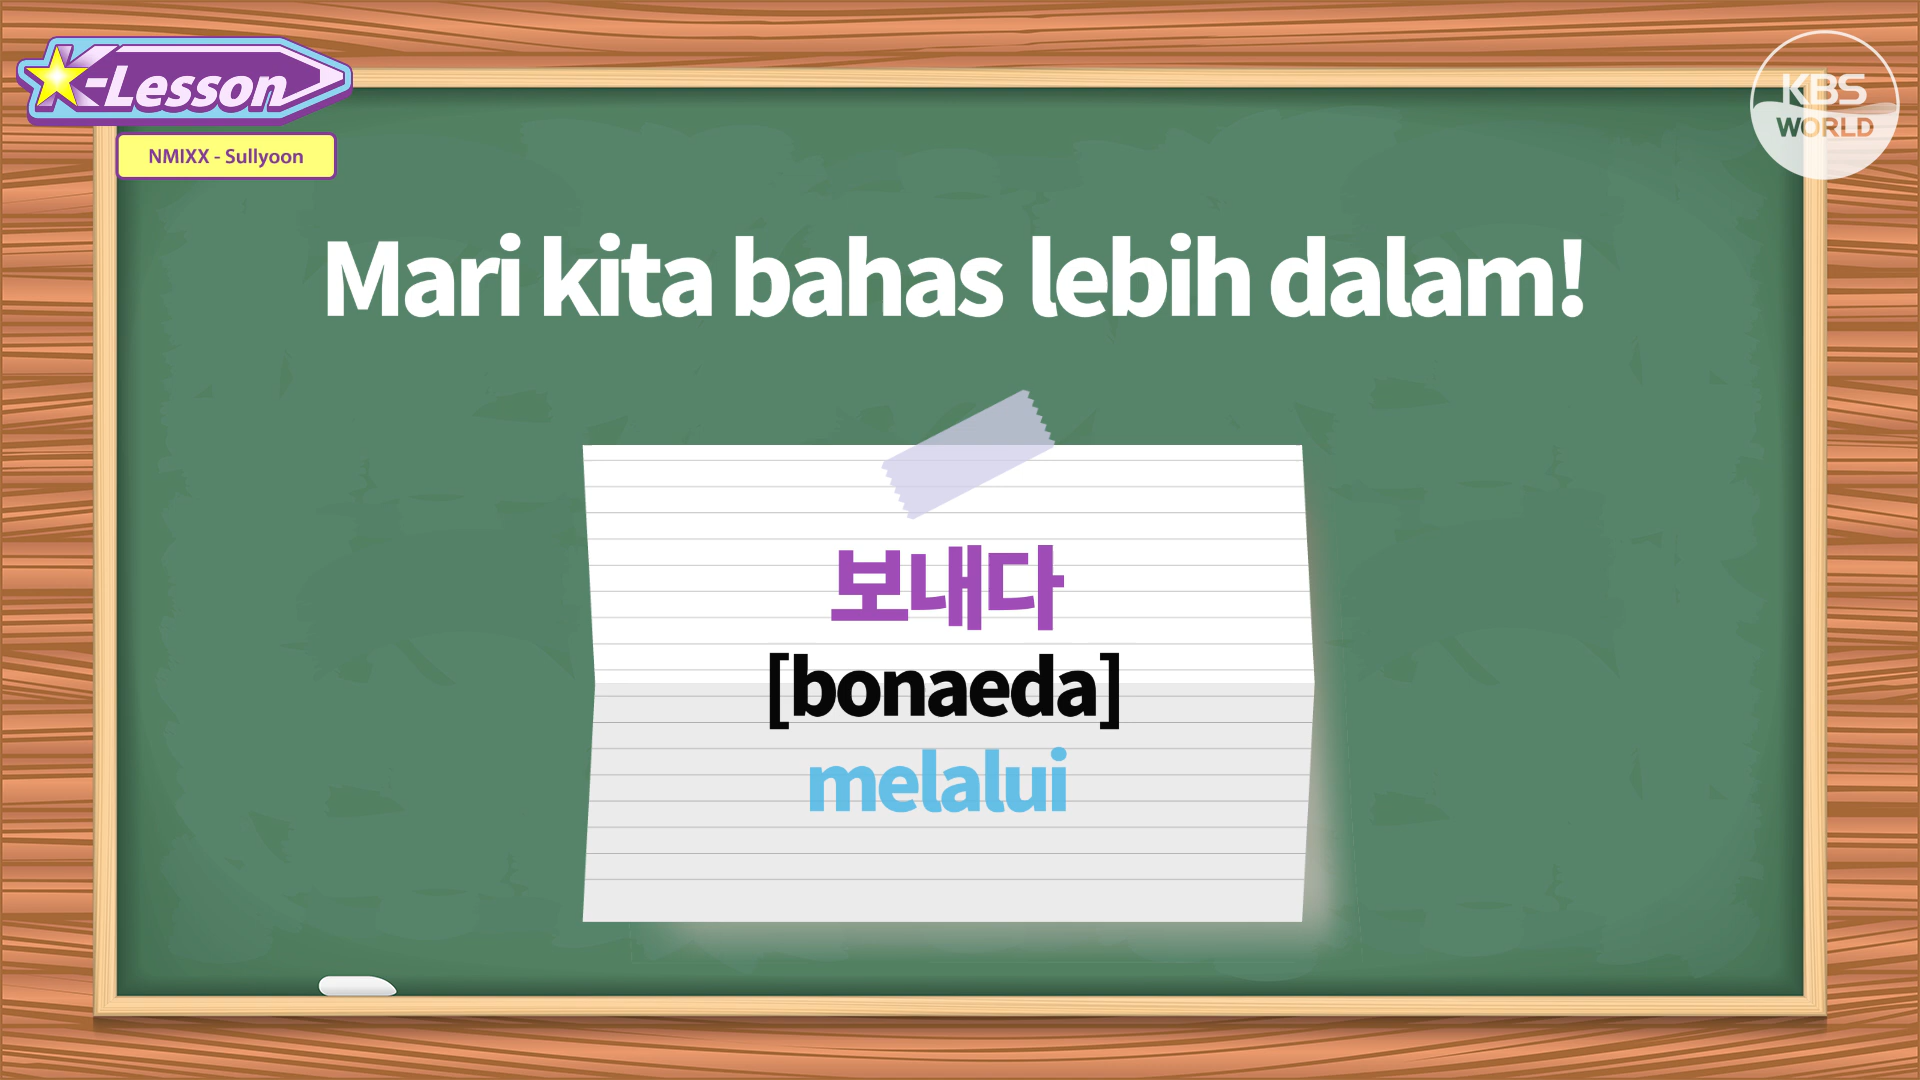 K-Lesson
KBS
WORLD
NMIXX - Sullyoon
Mari kita bahas lebih dalam!
보내다
[bonaeda]
melalui